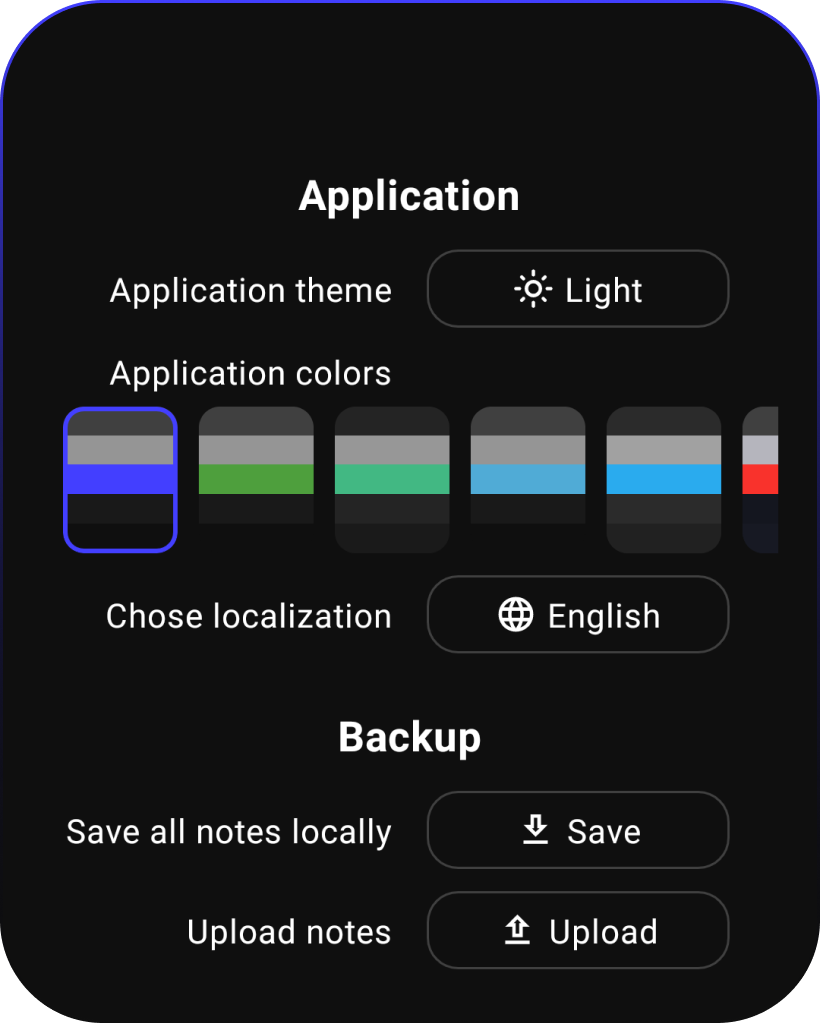 Application
Application theme
Light
Application colors
Chose localization
English
Backup
Save all notes locally
Save
Upload notes
Upload